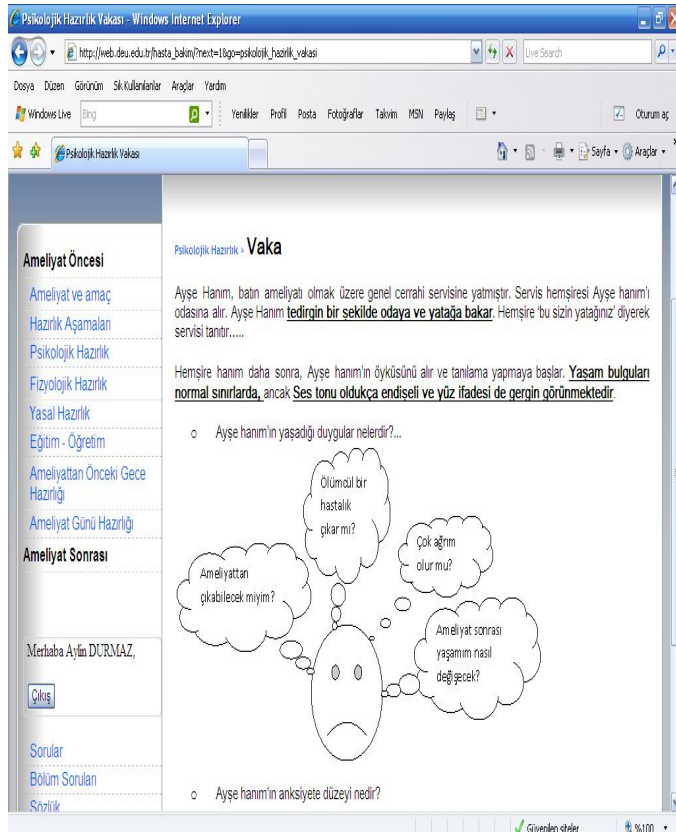 Psikolojik Hazırlık Vakası - Windows Internet Explorer
http://web.deu.edu.tr/hasta_bakim/?next=1&go=psikolojik_hazirlik_vakasi
Live Search
Dosya Düzen Görünüm Sık Kullanılanlar Araçlar Yardım
Windows Live Bing Yenilikler Profil Posta Fotoğraflar Takvim MSN Paylaş Oturum aç
Psikolojik Hazırlık Vakası Sayfa Araçlar
Ameliyat Öncesi
Ameliyat ve amaç
Hazırlık Aşamaları
Psikolojik Hazırlık
Fizyolojik Hazırlık
Yasal Hazırlık
Eğitim - Öğretim
Ameliyattan Önceki Gece
Hazırlığı
Ameliyat Günü Hazırlığı
Ameliyat Sonrası
Merhaba Aylin DURMAZ,
Çıkış
Sorular
Bölüm Soruları
Sözlük
Psikolojik Hazırlık > Vaka
Ayşe Hanım, batın ameliyatı olmak üzere genel cerrahi servisine yatmıştır. Servis hemşiresi Ayşe hanım'ı
odasına alır. Ayşe Hanım tedirgin bir şekilde odaya ve yatağa bakar. Hemşire 'bu sizin yatağınız' diyerek
servisi tanıtır.....
Hemşire hanım daha sonra, Ayşe hanım'ın öyküsünü alır ve tanılama yapmaya başlar. Yaşam bulguları
normal sınırlarda, ancak Ses tonu oldukça endişeli ve yüz ifadesi de gergin görünmektedir.
o Ayşe hanım'ın yaşadığı duygular nelerdir?...
Ölümcül bir
hastalık
çıkar mı?
Çok ağrım
olur mu?
Ameliyattan
çıkabilecek miyim?
Ameliyat sonrası
yaşamım nasıl
değişecek?
o Ayşe hanım'ın anksiyete düzeyi nedir?
Güvenilen siteler %100